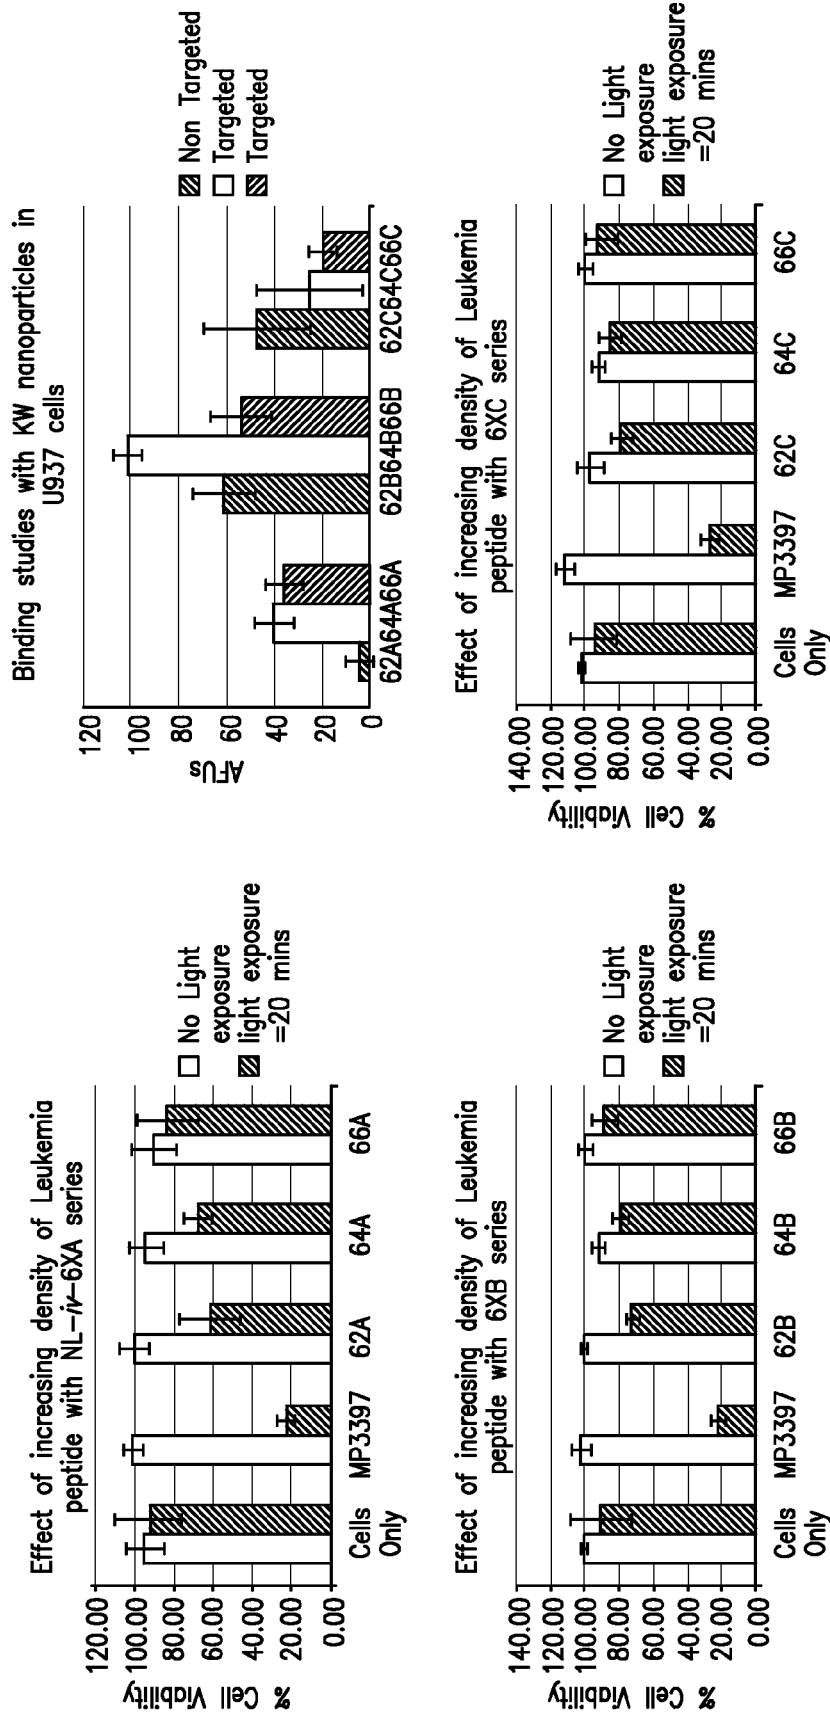 Effect of increasing density of Leukemia
peptide with NL-iv-6XA series
% Cell Viability
120.00
100.00
80.00
60.00
40.00
20.00
0.00
Cells
Only
MP3397
62A
64A
66A
No Light
exposure
light exposure
=20 mins
Binding studies with KW nanoparticles in
U937 cells
AFUs
120
100
80
60
40
20
0
62A64A66A
62B64B66B
62C64C66C
Non Targeted
Targeted
Targeted
Effect of increasing density of Leukemia
peptide with 6XB series
% Cell Viability
140.00
120.00
100.00
80.00
60.00
40.00
20.00
0.00
Cells
Only
MP3397
62B
64B
66B
No Light
exposure
light exposure
=20 mins
Effect of increasing density of Leukemia
peptide with 6XC series
% Cell Viability
140.00
120.00
100.00
80.00
60.00
40.00
20.00
0.00
Cells
Only
MP3397
62C
64C
66C
No Light
exposure
light exposure
=20 mins